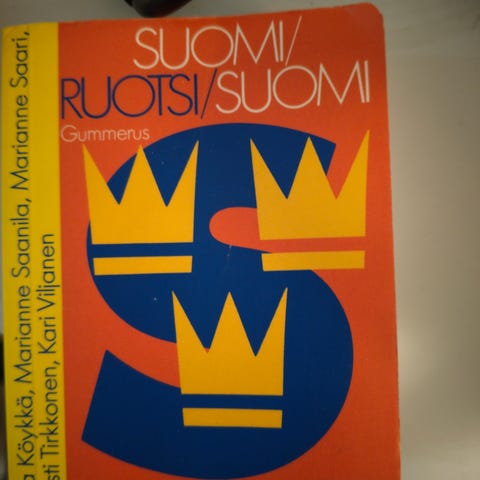 SUOMI/
RUOTSI/SUOMI
Gummerus
Köykkä, Marianne Saanila, Marianne Saari,
Tirkkonen, Kari Viljanen